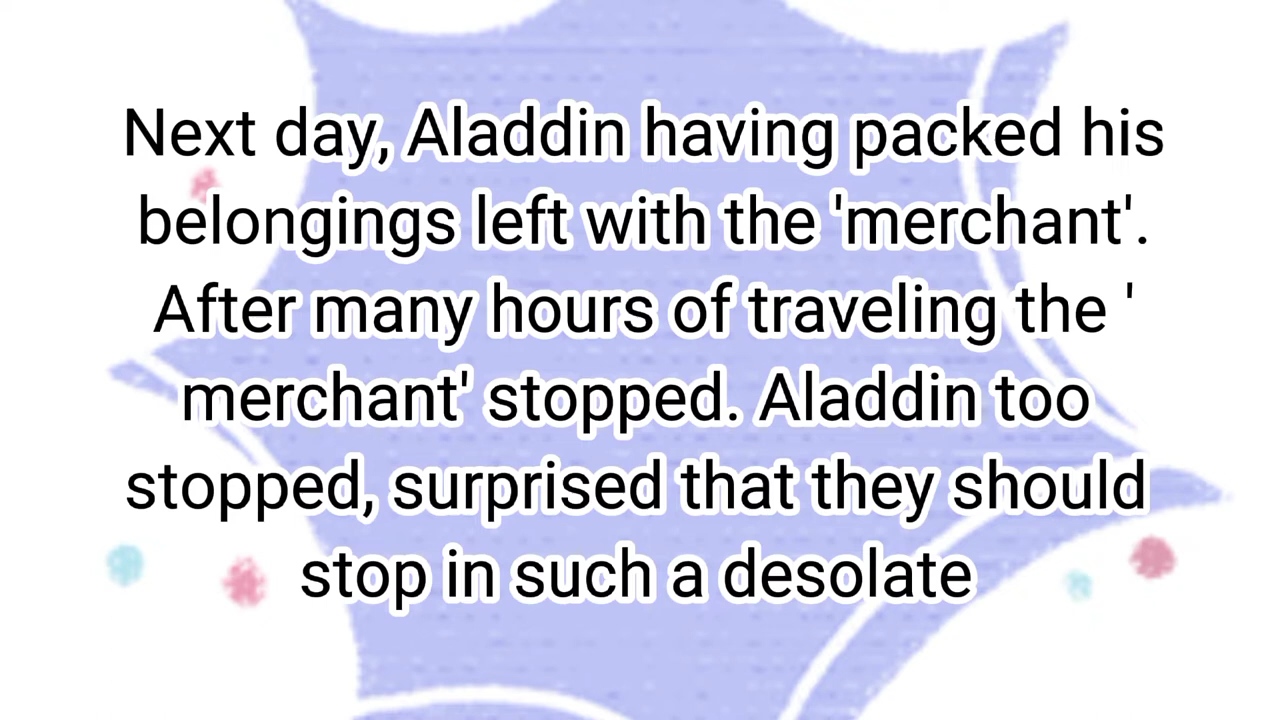 Next day, Aladdin having packed his
belongings left with the 'merchant'.
After many hours of traveling the '
merchant' stopped. Aladdin too
stopped, surprised that they should
stop in such a desolate